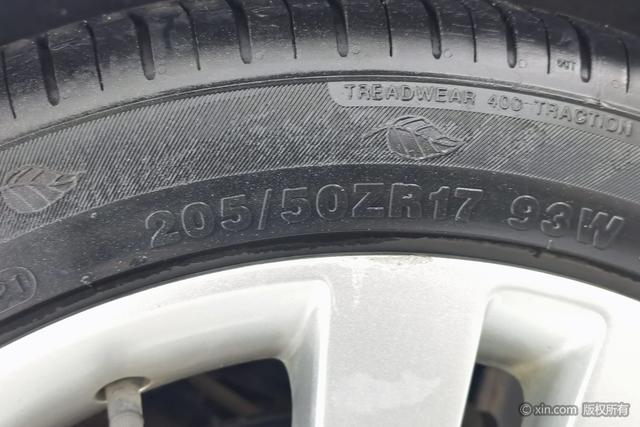 TREADWEAR 400 TRACTION
205/50ZR17 93W
© xin.com 版权所有